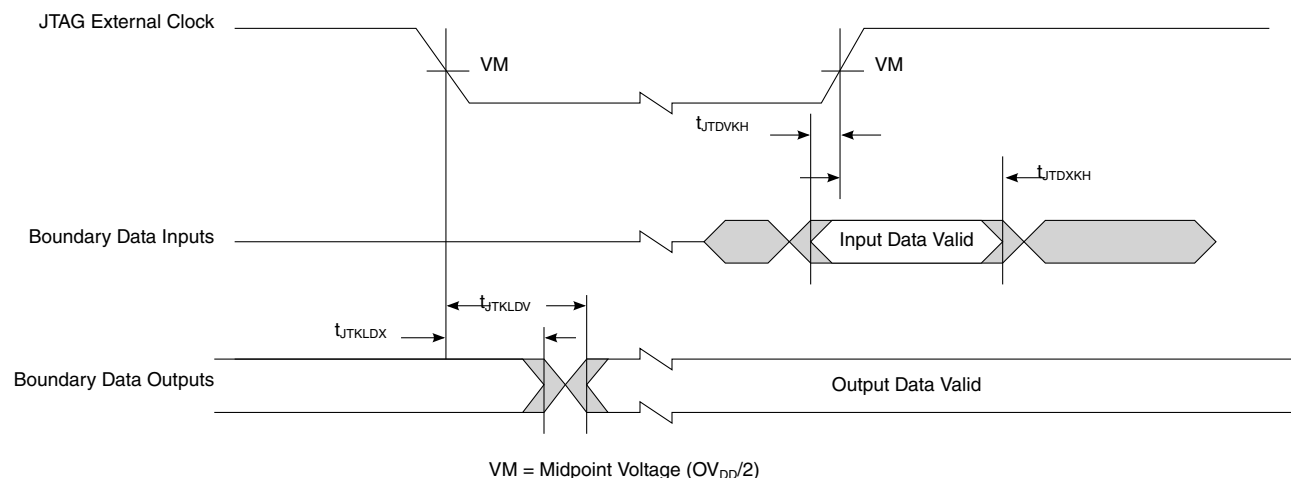 JTAG External Clock
VM
VM
tJTDVKH
tJTDXKH
Boundary Data Inputs
Input Data Valid
tJTKLDV
tJTKLDX
Boundary Data Outputs
Output Data Valid
VM = Midpoint Voltage (OVDD/2)